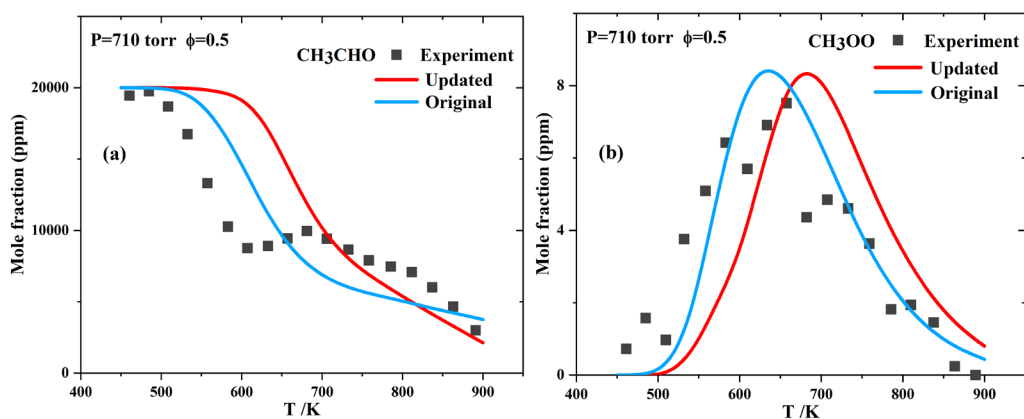 P=710 torr ϕ=0.5
CH3CHO Experiment
Updated
Original
(a)
Mole fraction (ppm)
20000
10000
0
400 500 600 700 800 900
T /K
P=710 torr ϕ=0.5
CH3OO Experiment
Updated
Original
(b)
Mole fraction (ppm)
8
4
0
400 500 600 700 800 900
T /K